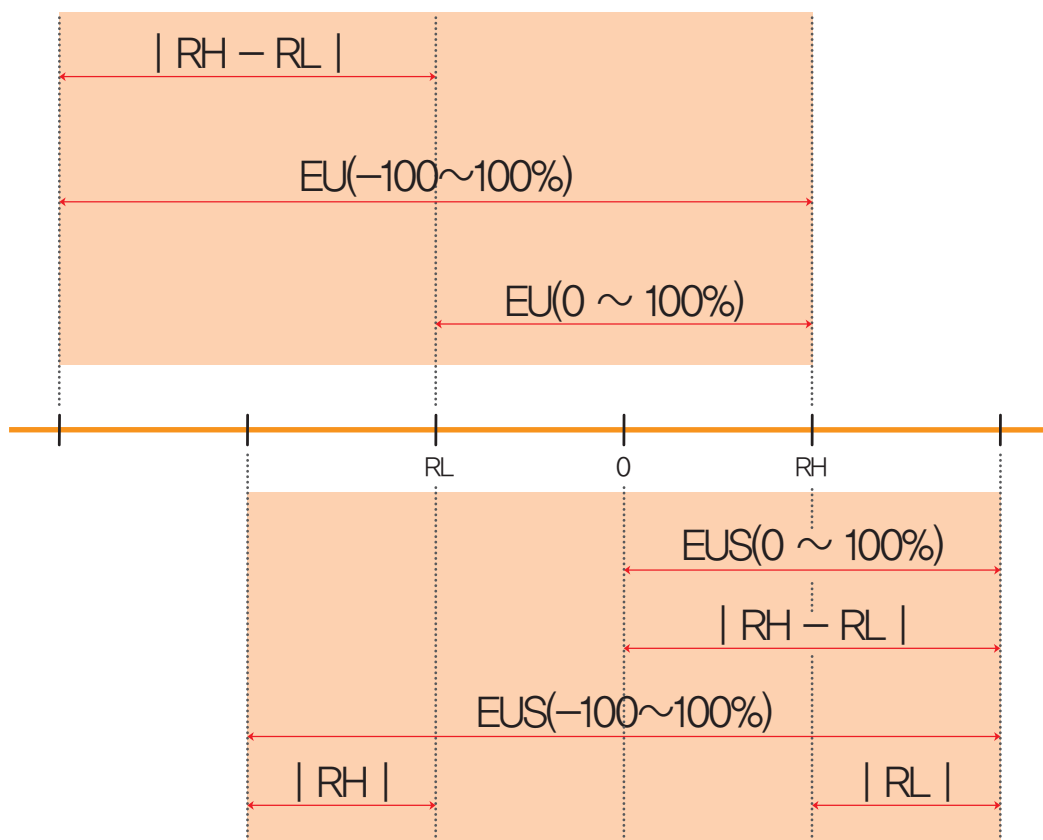 | RH – RL |
EU(–100～100%)
EU(0 ～ 100%)
RL 0 RH
EUS(0 ～ 100%)
| RH – RL |
EUS(–100～100%)
| RH | | RL |